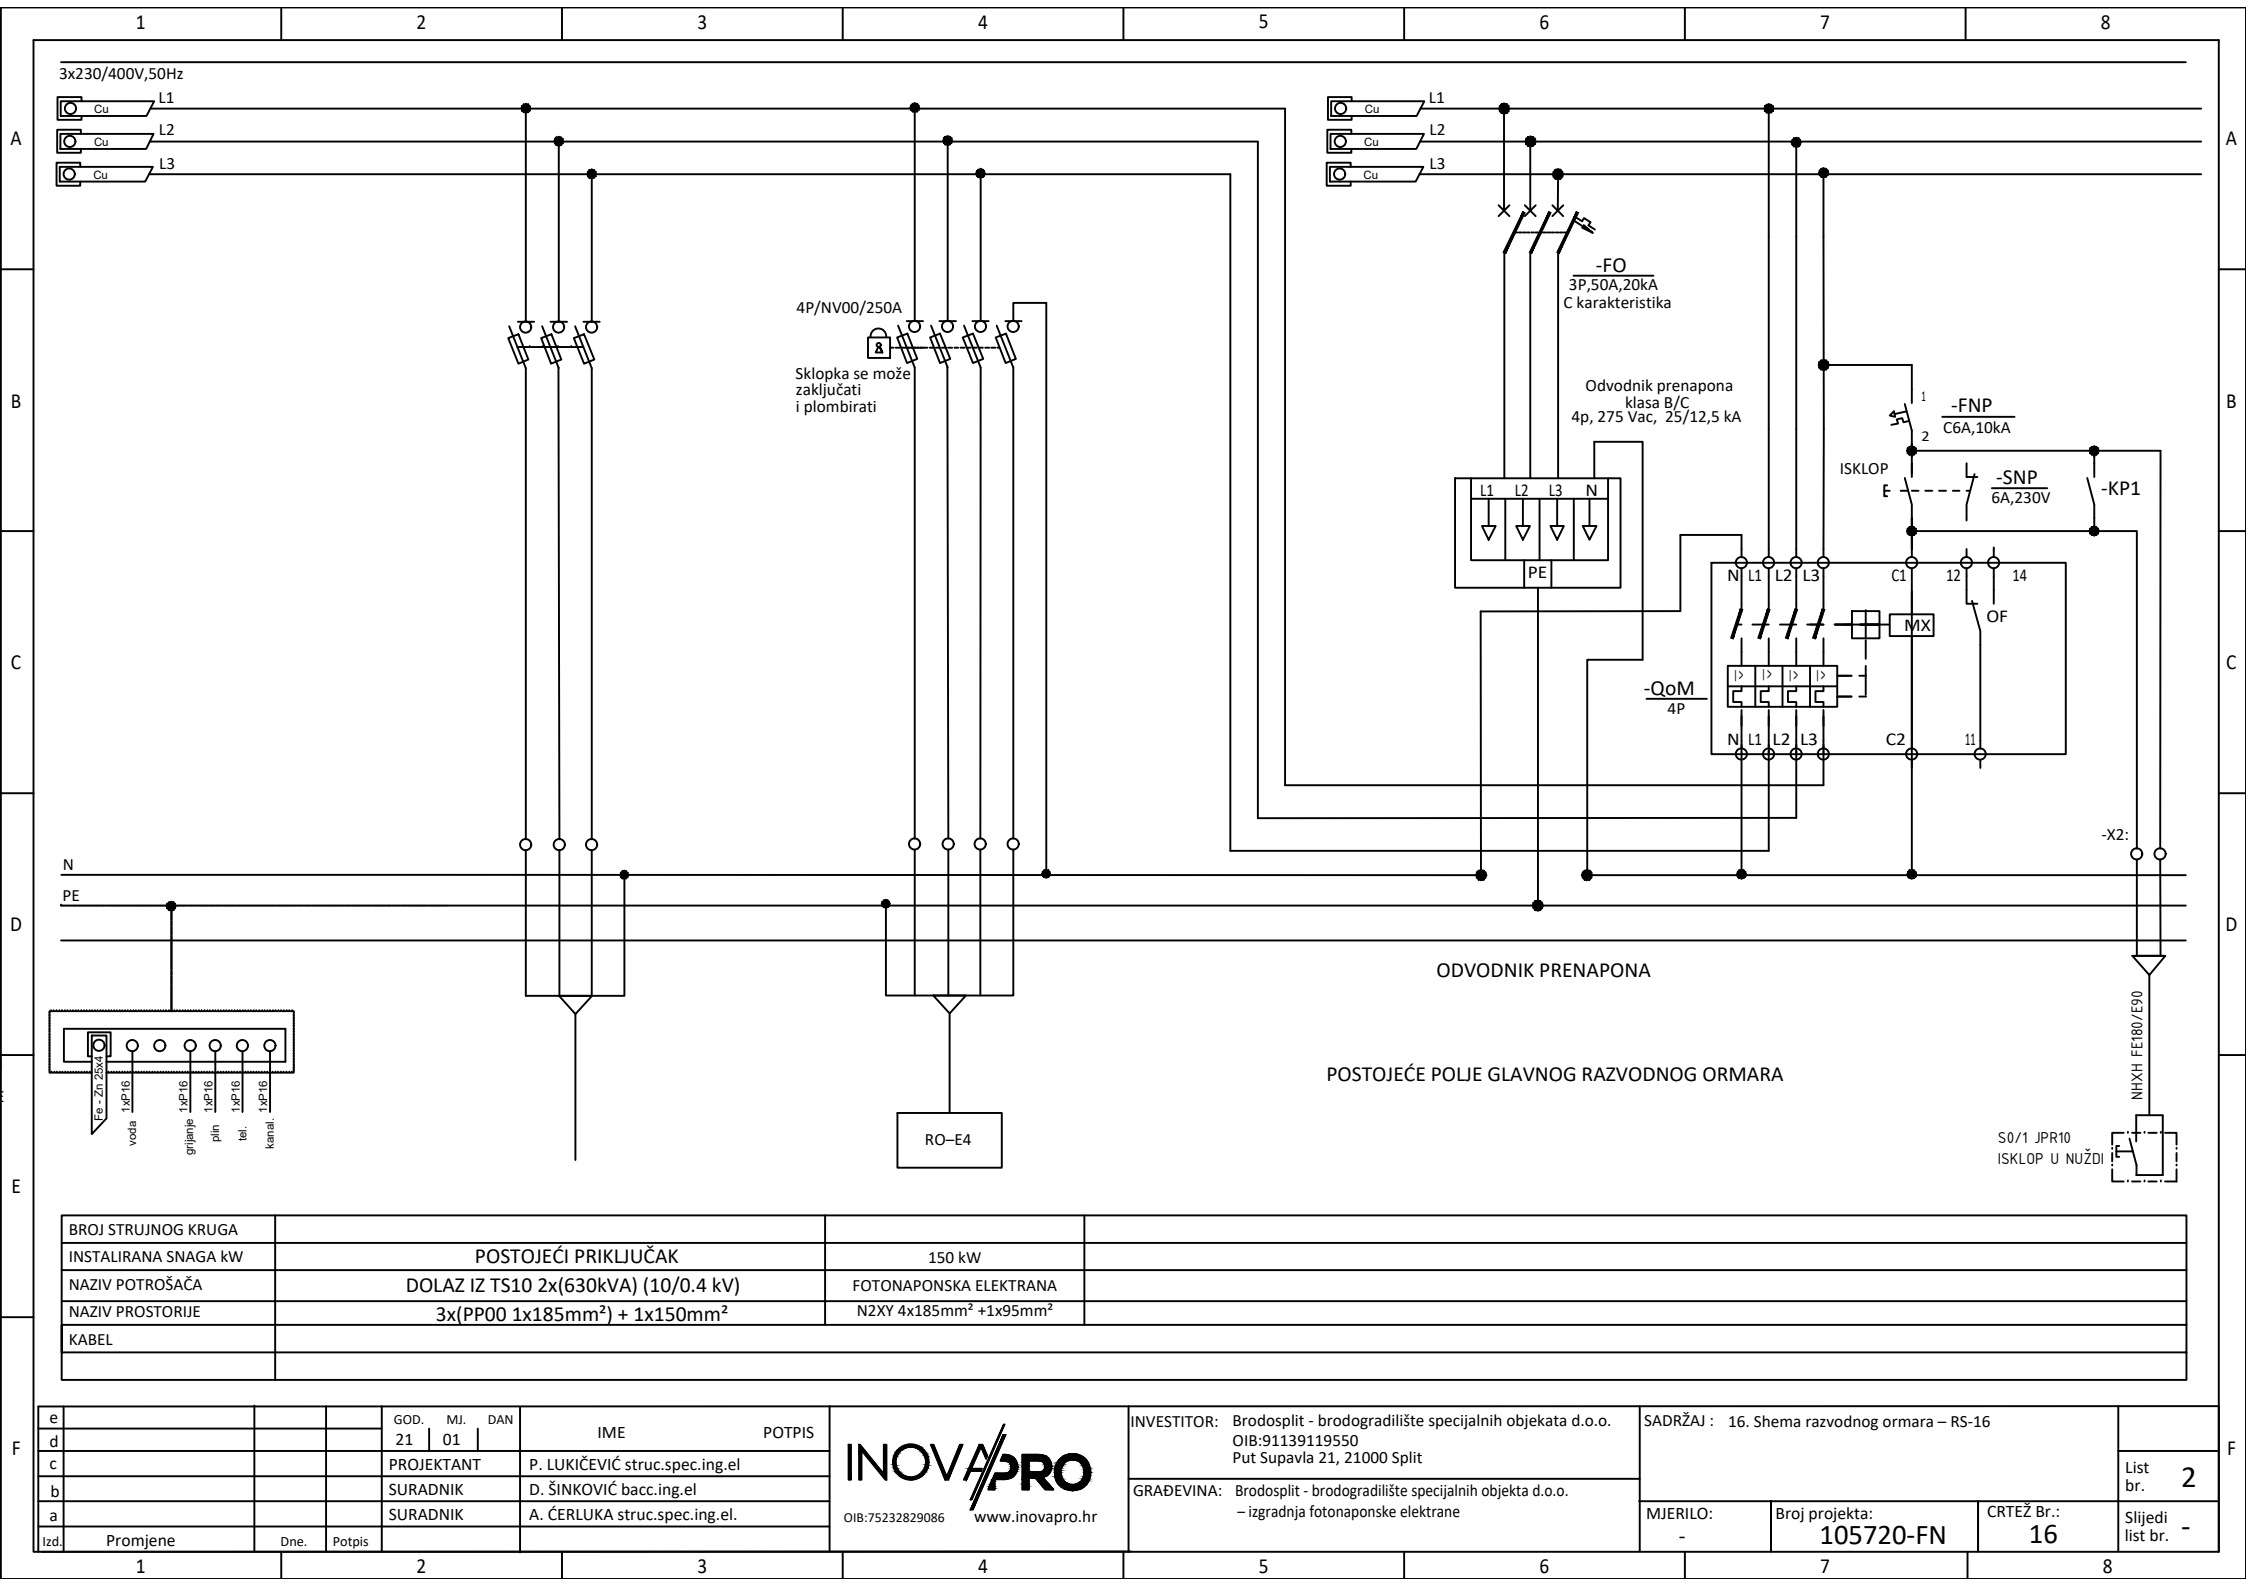 1 2 3 4 5 6 7 8
3x230/400V,50Hz
Cu L1
Cu L2
Cu L3
Cu L1
Cu L2
Cu L3
A A
-FO
3P,50A,20kA
C karakteristika
4P/NV00/250A
Sklopka se može
zaključati
i plombirati
Odvodnik prenapona
klasa B/C
4p, 275 Vac, 25/12,5 kA
B B
1
2
-FNP
C6A,10kA
ISKLOP
-SNP
6A,230V
-KP1
L1 L2 L3 N
PE
N L1 L2 L3 C1 12 14
MX
OF
C C
-QoM
4P
I> I> I> I>
N L1 L2 L3 C2 11
-X2:
N
PE
D D
ODVODNIK PRENAPONA
POSTOJEĆE POLJE GLAVNOG RAZVODNOG ORMARA
Fe - Zn 25x4
1xP16
voda
1xP16
grijanje
1xP16
plin
1xP16
tel.
1xP16
kanal.
RO–E4
NHXH FE180/E90
S0/1 JPR10
ISKLOP U NUŽDI
E
BROJ STRUJNOG KRUGA
INSTALIRANA SNAGA kW POSTOJEĆI PRIKLJUČAK 150 kW
NAZIV POTROŠAČA DOLAZ IZ TS10 2x(630kVA) (10/0.4 kV) FOTONAPONSKA ELEKTRANA
NAZIV PROSTORIJE 3x(PP00 1x185mm²) + 1x150mm² N2XY 4x185mm² +1x95mm²
KABEL
F F
e
d
c
b
a
Izd. Promjene Dne. Potpis
GOD. MJ. DAN
21 01
IME POTPIS
PROJEKTANT P. LUKIČEVIĆ struc.spec.ing.el
SURADNIK D. ŠINKOVIĆ bacc.ing.el
SURADNIK A. ĆERLUKA struc.spec.ing.el.
INOVAPRO
OIB:75232829086 www.inovapro.hr
INVESTITOR: Brodosplit - brodogradilište specijalnih objekata d.o.o.
OIB:91139119550
Put Supavla 21, 21000 Split
GRAĐEVINA: Brodosplit - brodogradilište specijalnih objekta d.o.o.
– izgradnja fotonaponske elektrane
SADRŽAJ : 16. Shema razvodnog ormara – RS-16
MJERILO:
-
Broj projekta:
105720-FN
CRTEŽ Br.:
16
List
br. 2
Slijedi
list br. -
1 2 3 4 5 6 7 8